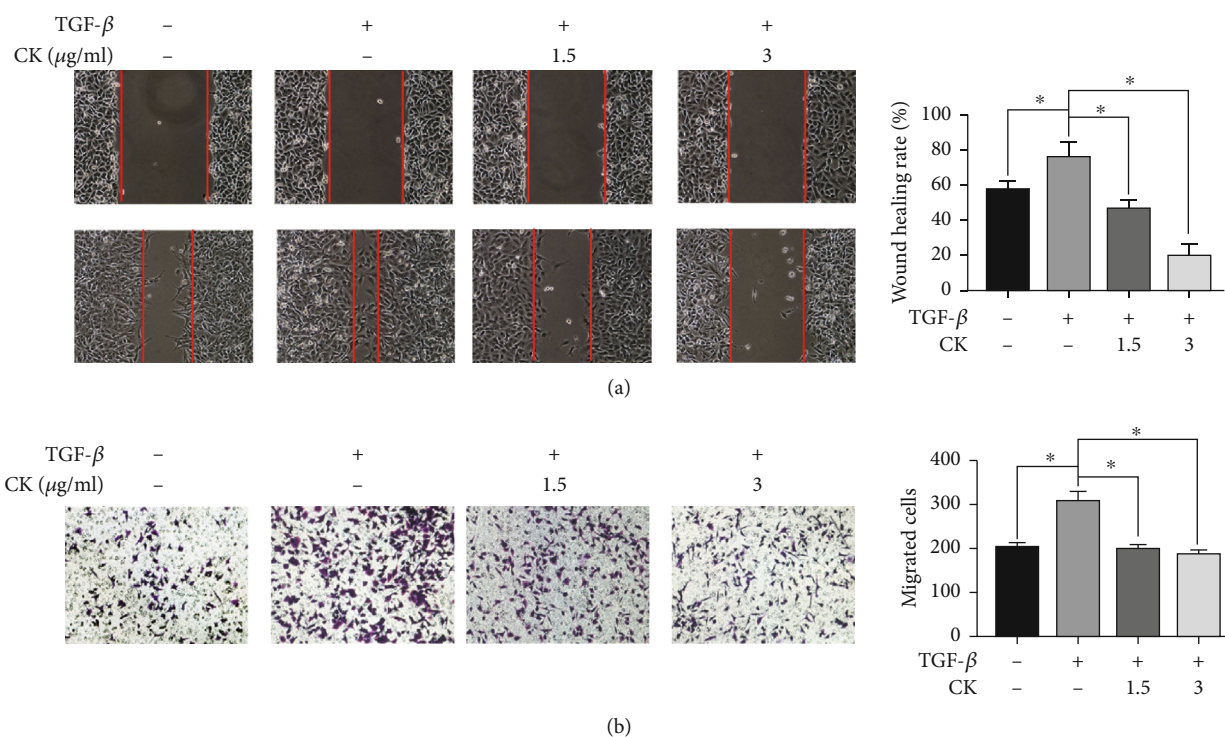 TGF-β – + + +
CK (μg/ml) – – 1.5 3
Wound healing rate (%)
100
80
60
40
20
0
* * *
TGF-β – + + +
CK – – 1.5 3
(a)
TGF-β – + + +
CK (μg/ml) – – 1.5 3
Migrated cells
400
300
200
100
0
* * *
TGF-β – + + +
CK – – 1.5 3
(b)